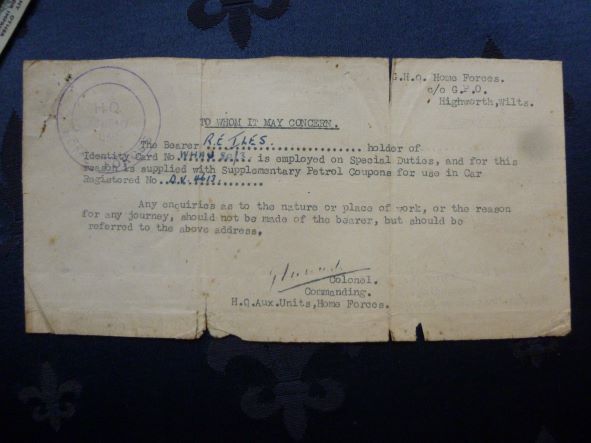 G.H.Q. Home Forces.
c/o G.P.O.
Highworth, Wilts.
H.Q.
TO WHOM IT MAY CONCERN.
The Bearer R.E ILES holder of
Identity Card No. is employed on Special Duties, and for this
reason is supplied with Supplementary Petrol Coupons for use in Car
Registered No.
Any enquiries as to the nature or place of work, or the reason
for any journey, should not be made of the bearer, but should be
referred to the above address.
Colonel.
Commanding.
H.Q.Aux.Units, Home Forces.